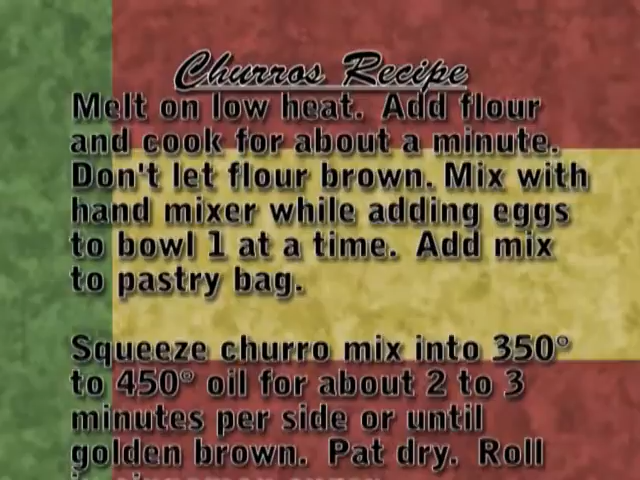 Churros Recipe
Melt on low heat. Add flour
and cook for about a minute.
Don't let flour brown. Mix with
hand mixer while adding eggs
to bowl 1 at a time. Add mix
to pastry bag.
Squeeze churro mix into 350°
to 450° oil for about 2 to 3
minutes per side or until
golden brown. Pat dry. Roll